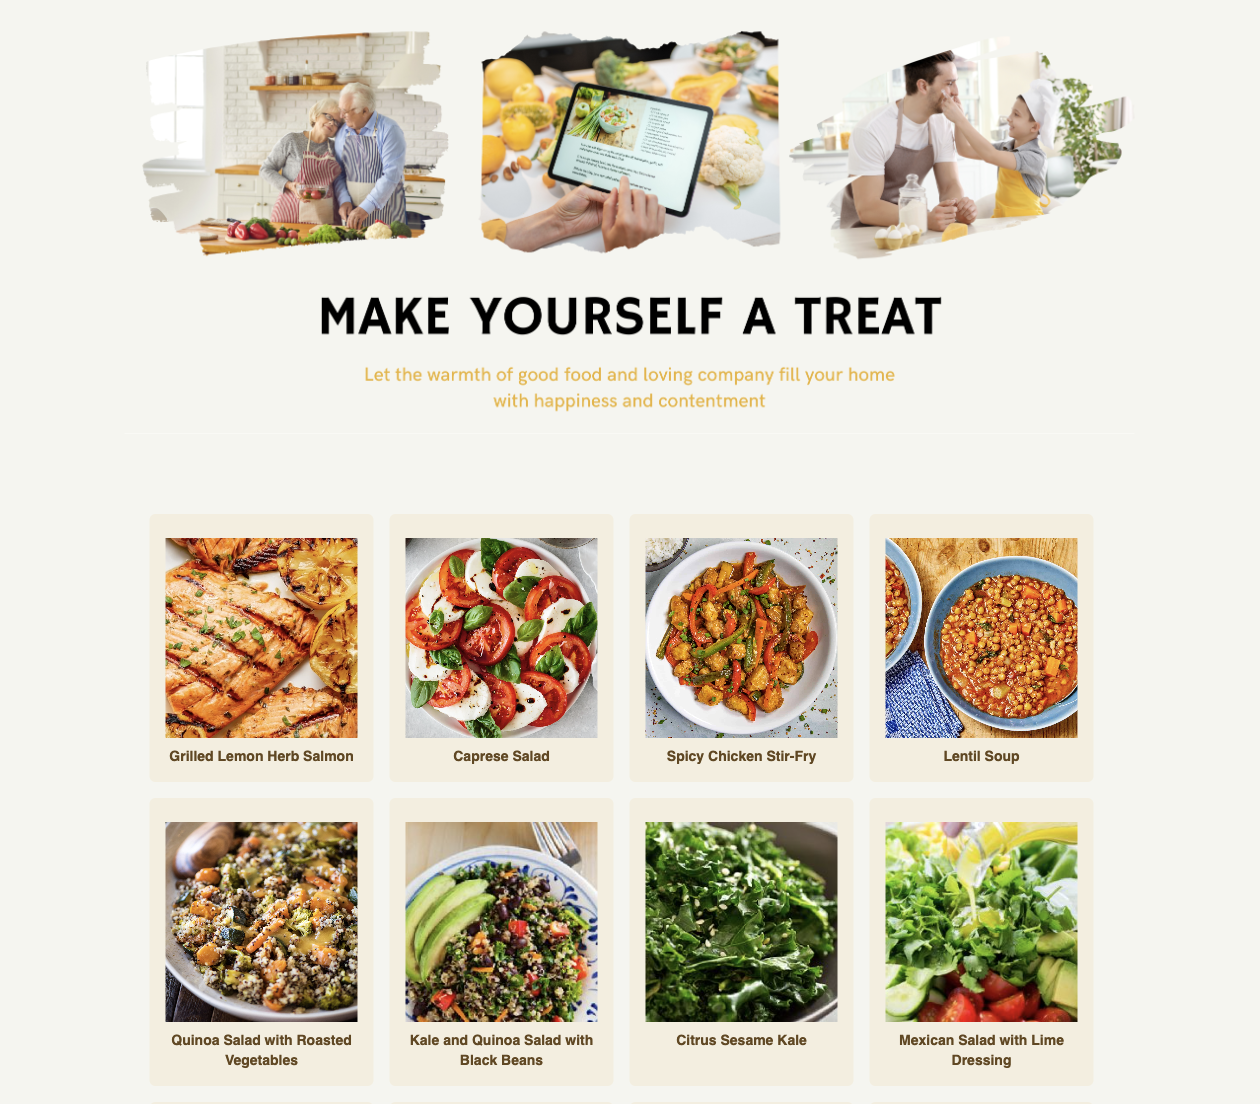 MAKE YOURSELF A TREAT
Let the warmth of good food and loving company fill your home
with happiness and contentment
Grilled Lemon Herb Salmon
Caprese Salad
Spicy Chicken Stir-Fry
Lentil Soup
Quinoa Salad with Roasted
Vegetables
Kale and Quinoa Salad with
Black Beans
Citrus Sesame Kale
Mexican Salad with Lime
Dressing